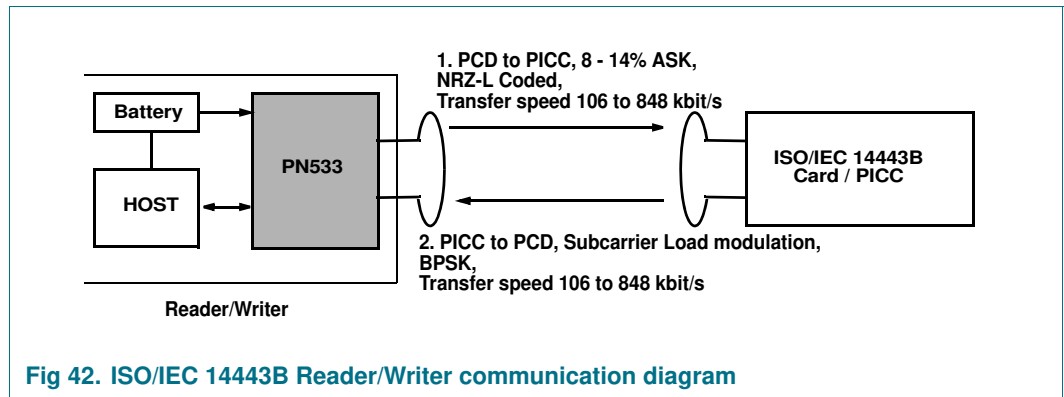 1. PCD to PICC, 8 - 14% ASK,
NRZ-L Coded,
Transfer speed 106 to 848 kbit/s
Battery
PN533
HOST
ISO/IEC 14443B
Card / PICC
2. PICC to PCD, Subcarrier Load modulation,
BPSK,
Transfer speed 106 to 848 kbit/s
Reader/Writer
Fig 42. ISO/IEC 14443B Reader/Writer communication diagram